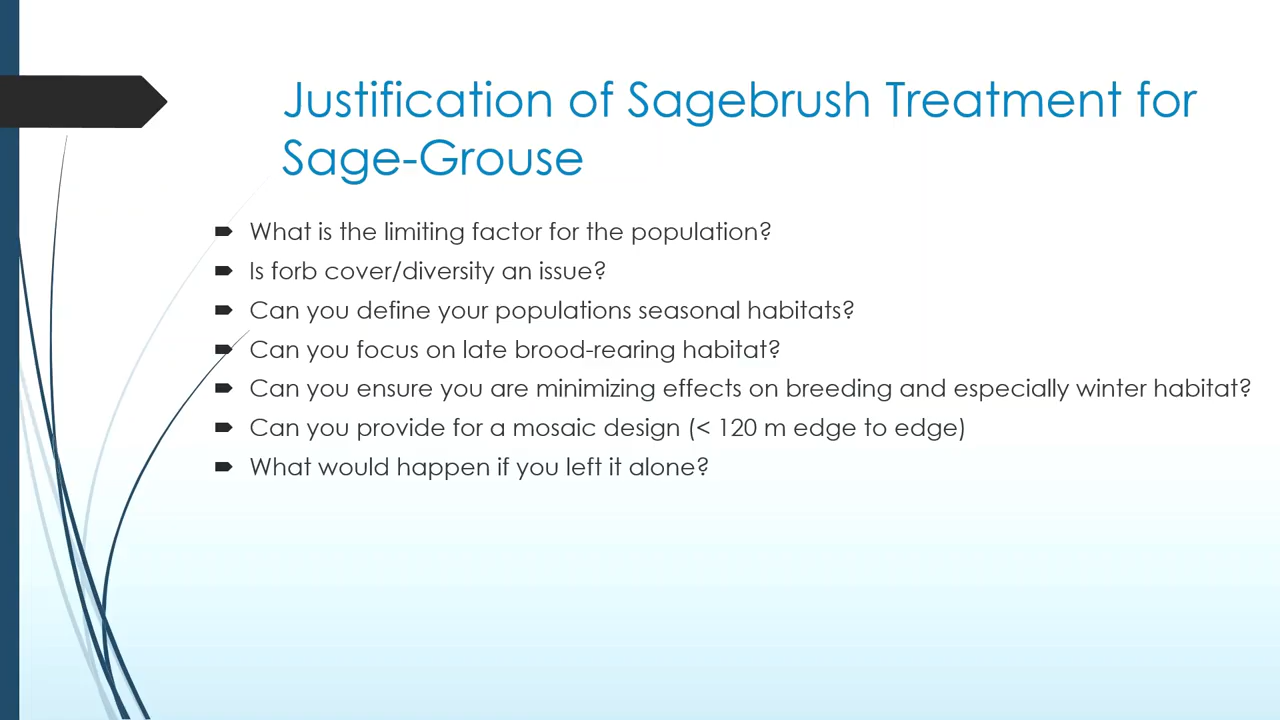 Justification of Sagebrush Treatment for
Sage-Grouse
What is the limiting factor for the population?
Is forb cover/diversity an issue?
Can you define your populations seasonal habitats?
Can you focus on late brood-rearing habitat?
Can you ensure you are minimizing effects on breeding and especially winter habitat?
Can you provide for a mosaic design (< 120 m edge to edge)
What would happen if you left it alone?